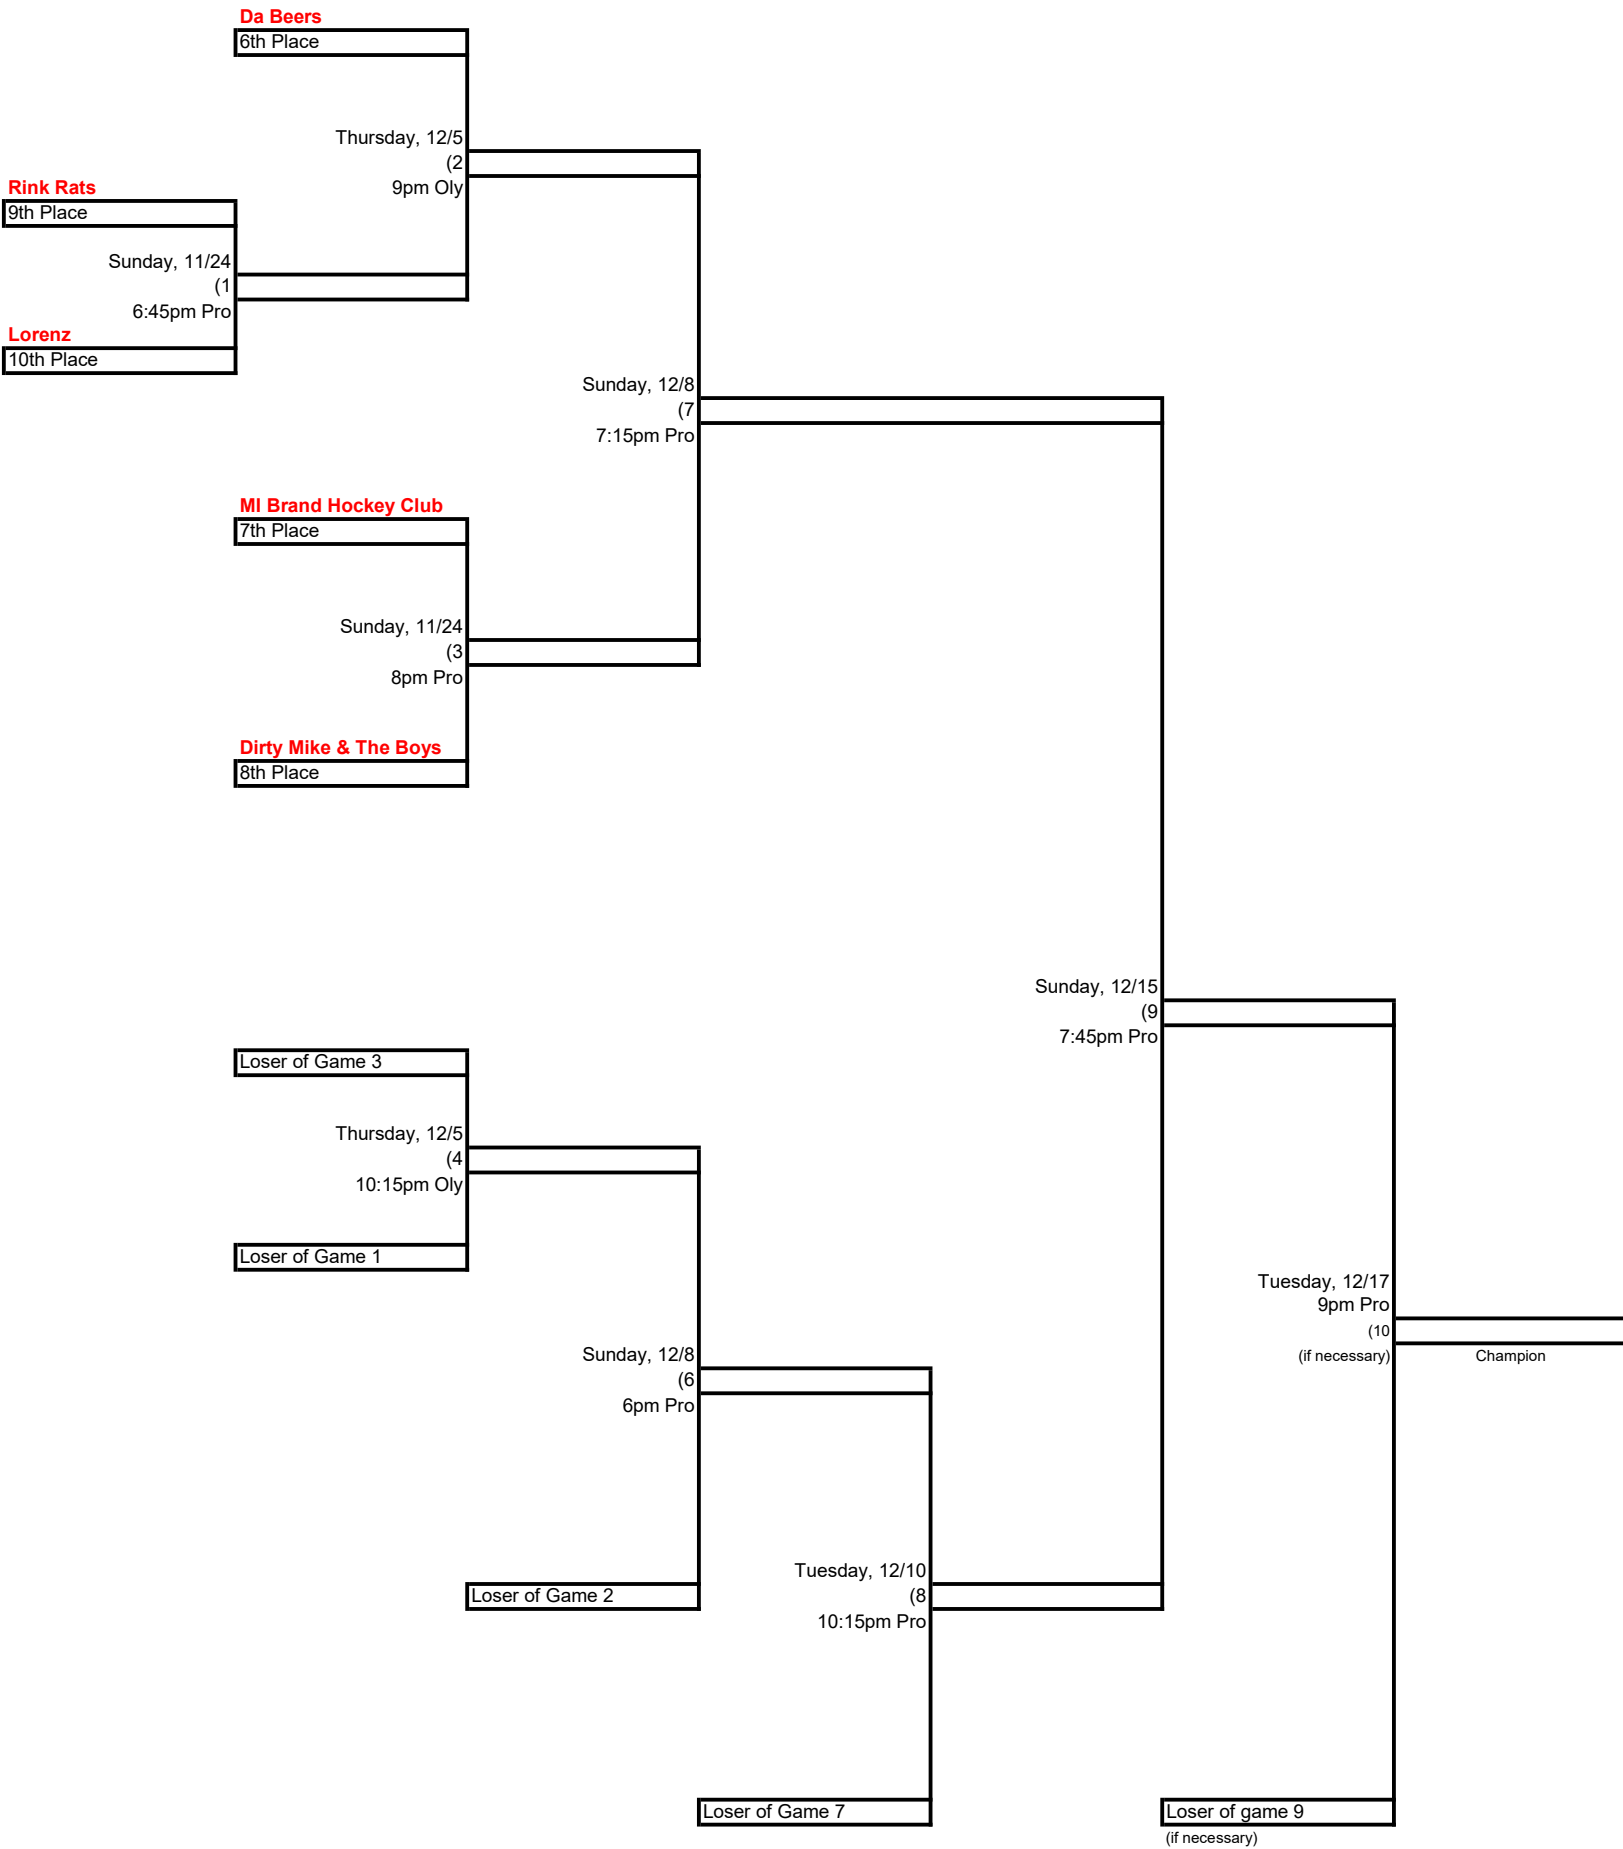 Da Beers
6th Place
Thursday, 12/5
(2
9pm Oly
Rink Rats
9th Place
Sunday, 11/24
(1
6:45pm Pro
Lorenz
10th Place
Sunday, 12/8
(7
7:15pm Pro
MI Brand Hockey Club
7th Place
Sunday, 11/24
(3
8pm Pro
Dirty Mike & The Boys
8th Place
Sunday, 12/15
(9
7:45pm Pro
Loser of Game 3
Thursday, 12/5
(4
10:15pm Oly
Loser of Game 1
Tuesday, 12/17
9pm Pro
(10
(if necessary)
Champion
Sunday, 12/8
(6
6pm Pro
Loser of Game 2
Tuesday, 12/10
(8
10:15pm Pro
Loser of Game 7
Loser of game 9
(if necessary)